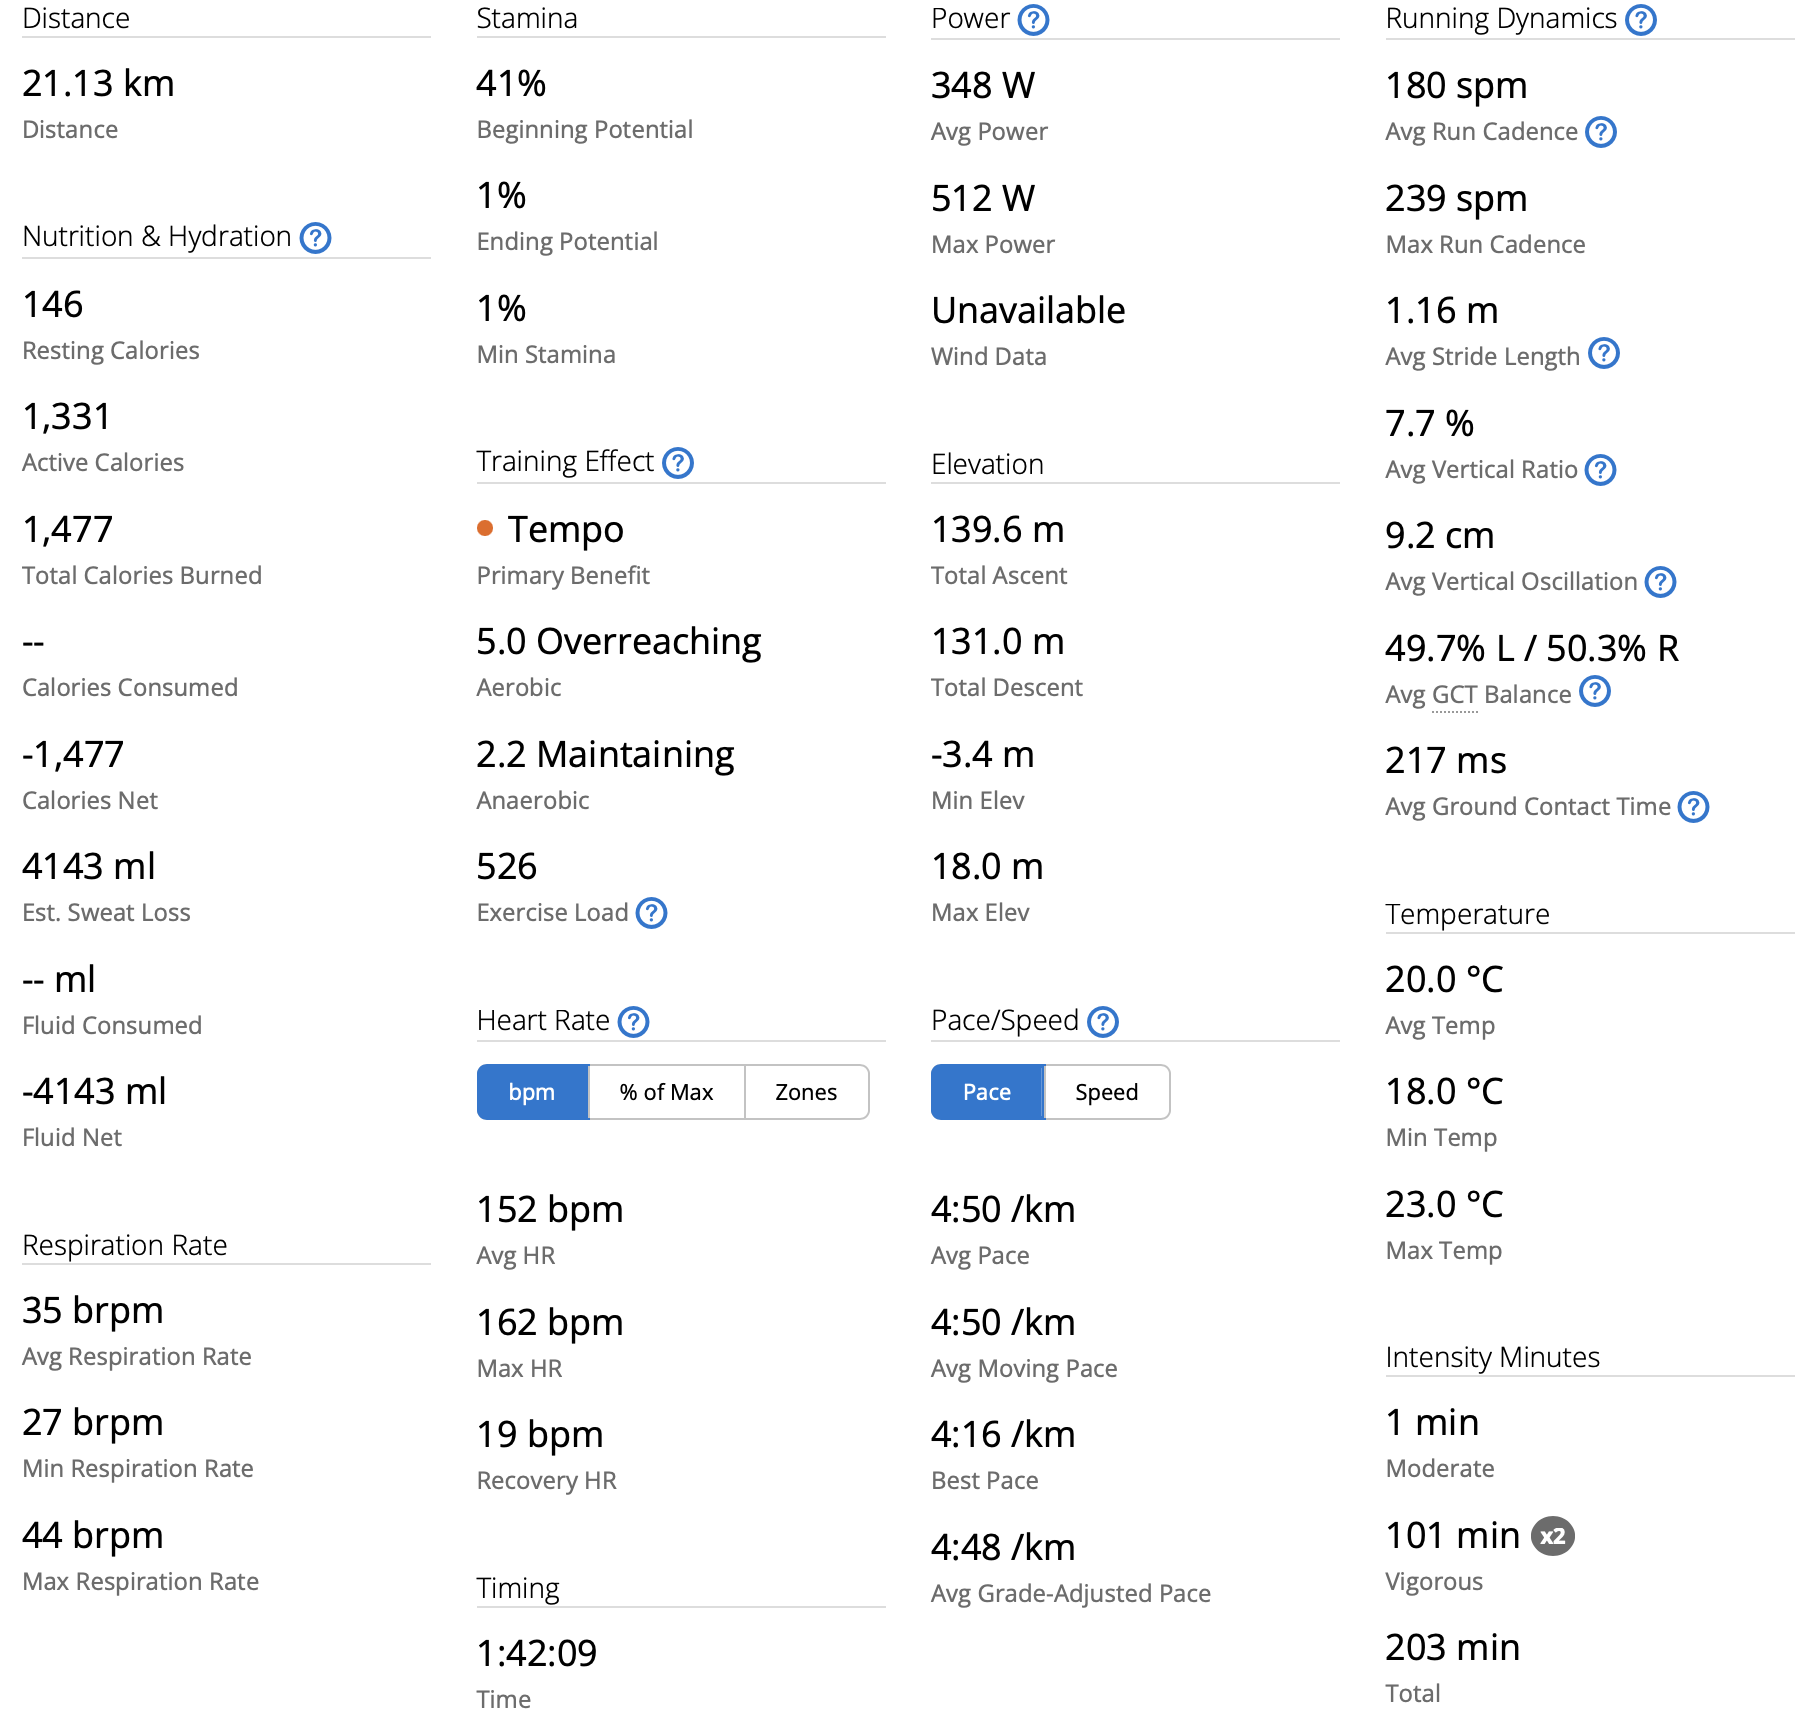 Distance
21.13 km
Distance
Nutrition & Hydration ?
146
Resting Calories
1,331
Active Calories
1,477
Total Calories Burned
--
Calories Consumed
-1,477
Calories Net
4143 ml
Est. Sweat Loss
-- ml
Fluid Consumed
-4143 ml
Fluid Net
Respiration Rate
35 brpm
Avg Respiration Rate
27 brpm
Min Respiration Rate
44 brpm
Max Respiration Rate
Stamina
41%
Beginning Potential
1%
Ending Potential
1%
Min Stamina
Training Effect ?
Tempo
Primary Benefit
5.0 Overreaching
Aerobic
2.2 Maintaining
Anaerobic
526
Exercise Load ?
Heart Rate ?
bpm % of Max Zones
152 bpm
Avg HR
162 bpm
Max HR
19 bpm
Recovery HR
Timing
1:42:09
Time
Power ?
348 W
Avg Power
512 W
Max Power
Unavailable
Wind Data
Elevation
139.6 m
Total Ascent
131.0 m
Total Descent
-3.4 m
Min Elev
18.0 m
Max Elev
Pace/Speed ?
Pace Speed
4:50 /km
Avg Pace
4:50 /km
Avg Moving Pace
4:16 /km
Best Pace
4:48 /km
Avg Grade-Adjusted Pace
Running Dynamics ?
180 spm
Avg Run Cadence ?
239 spm
Max Run Cadence
1.16 m
Avg Stride Length ?
7.7 %
Avg Vertical Ratio ?
9.2 cm
Avg Vertical Oscillation ?
49.7% L / 50.3% R
Avg GCT Balance ?
217 ms
Avg Ground Contact Time ?
Temperature
20.0 °C
Avg Temp
18.0 °C
Min Temp
23.0 °C
Max Temp
Intensity Minutes
1 min
Moderate
101 min x2
Vigorous
203 min
Total